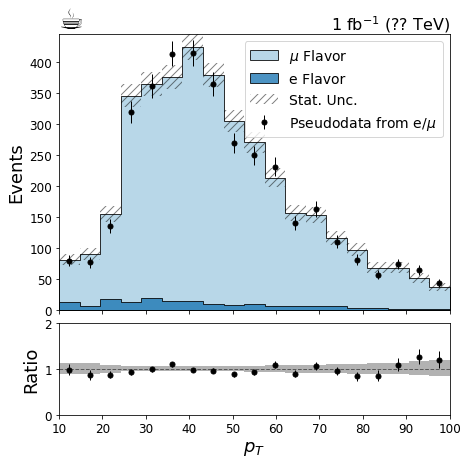 1 fb⁻¹ (?? TeV)
μ Flavor
e Flavor
Stat. Unc.
Pseudodata from e/μ
Events
400
350
300
250
200
150
100
50
0
Ratio
2
1
0
10 20 30 40 50 60 70 80 90 100
p_T